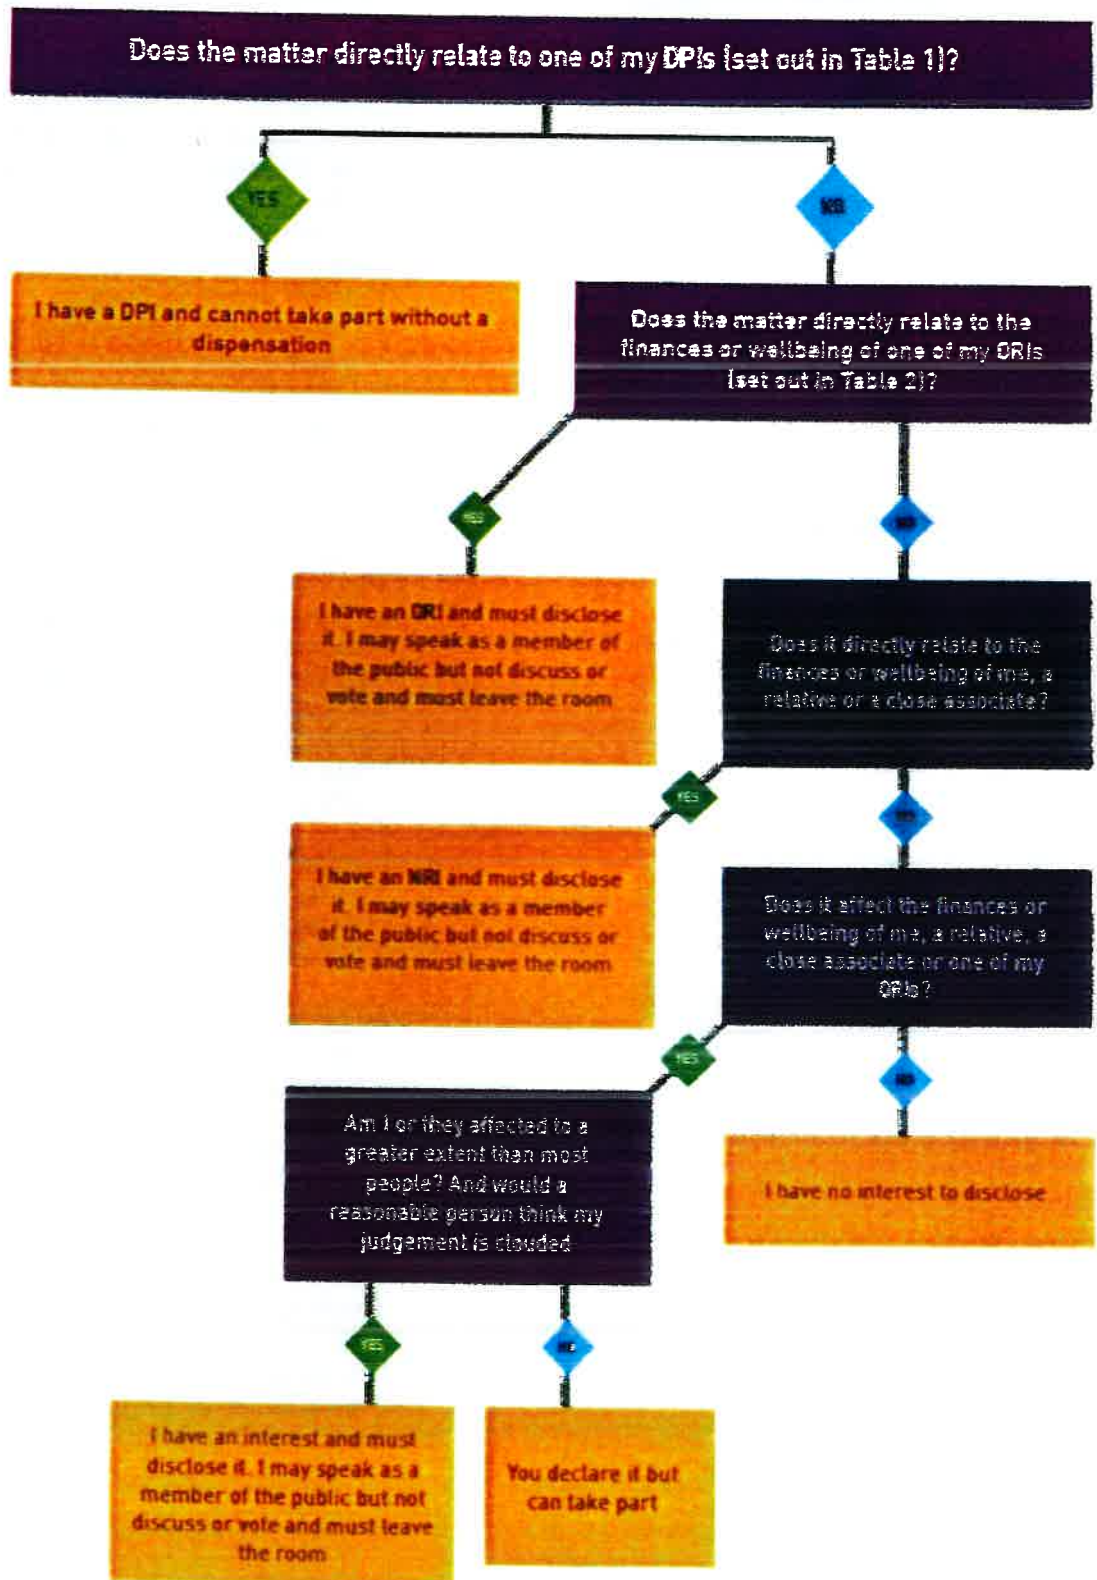 Does the matter directly relate to one of my DPIs (set out in Table 1)?
YES
NO
I have a DPI and cannot take part without a
dispensation
Does the matter directly relate to the
finances or wellbeing of one of my ORIs
(set out in Table 2)?
YES
NO
I have an ORI and must disclose
it. I may speak as a member of
the public but not discuss or
vote and must leave the room
Does it directly relate to the
finances or wellbeing of me, a
relative or a close associate?
YES
NO
I have an NRI and must disclose
it. I may speak as a member
of the public but not discuss or
vote and must leave the room
Does it affect the finances or
wellbeing of me, a relative, a
close associate or one of my
ORIs?
YES
NO
Am I or they affected to a
greater extent than most
people? And would a
reasonable person think my
judgement is clouded
I have no interest to disclose
YES
NO
I have an interest and must
disclose it. I may speak as a
member of the public but not
discuss or vote and must leave
the room
You declare it but
can take part